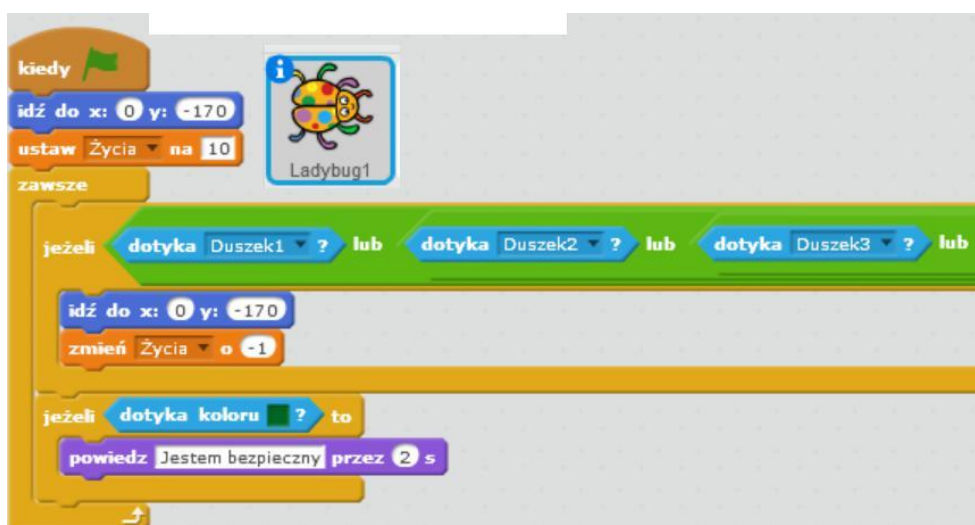 kiedy
idź do x: 0 y: -170
ustaw Życia na 10
i
Ladybug1
zawsze
jeżeli dotyka Duszek1 ? lub dotyka Duszek2 ? lub dotyka Duszek3 ? lub
idź do x: 0 y: -170
zmień Życia o -1
jeżeli dotyka koloru ? to
powiedz Jestem bezpieczny przez 2 s